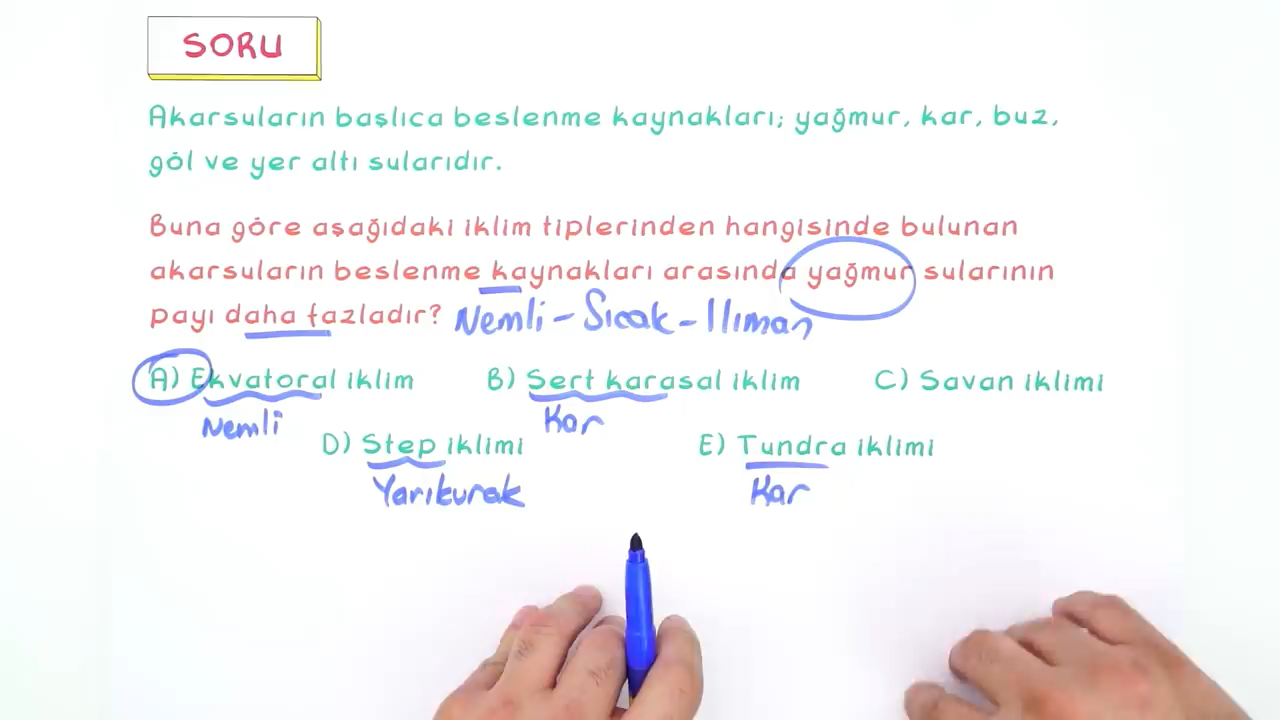 SORU
Akarsuların başlıca beslenme kaynakları; yağmur, kar, buz,
göl ve yer altı sularıdır.
Buna göre aşağıdaki iklim tiplerinden hangisinde bulunan
akarsuların beslenme kaynakları arasında yağmur sularının
payı daha fazladır? Nemli - Sıcak - Ilıman
A) Ekvatoral iklim B) Sert karasal iklim C) Savan iklimi
Nemli Kar
D) Step iklimi E) Tundra iklimi
Yarıkurak Kar